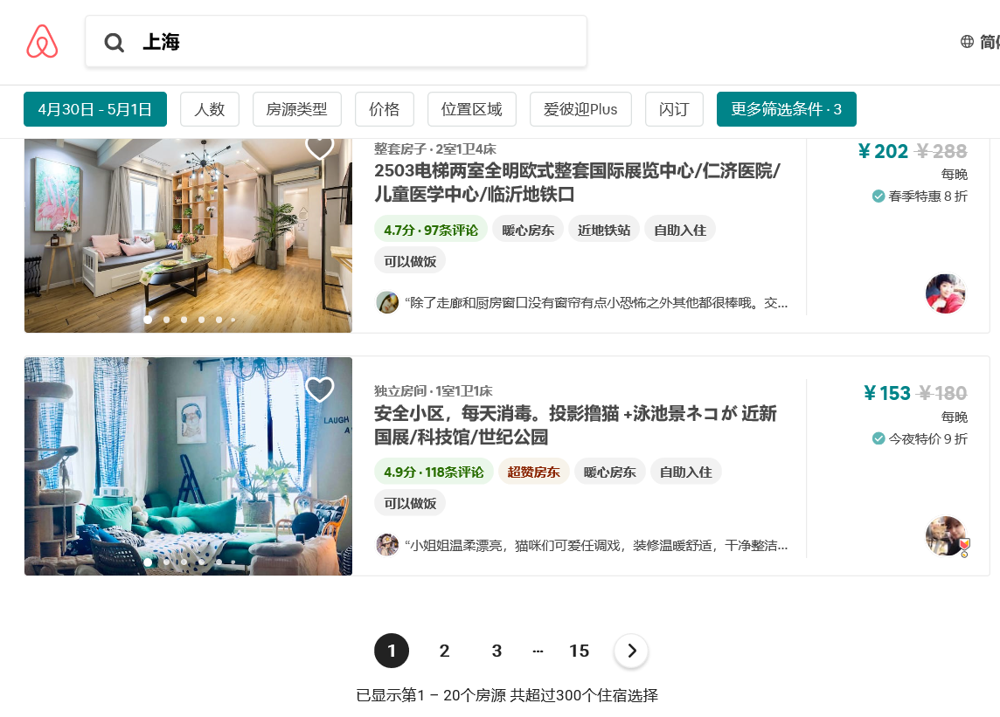 上海
简体
4月30日 - 5月1日
人数
房源类型
价格
位置区域
爱彼迎Plus
闪订
更多筛选条件 · 3
整套房子 · 2室1卫4床
2503电梯两室全明欧式整套国际展览中心/仁济医院/
儿童医学中心/临沂地铁口
4.7分 · 97条评论
暖心房东
近地铁站
自助入住
可以做饭
“除了走廊和厨房窗口没有窗帘有点小恐怖之外其他都很棒哦。交...
¥ 202 ¥ 288
每晚
春季特惠 8 折
独立房间 · 1室1卫1床
安全小区，每天消毒。投影撸猫 +泳池景ネコが 近新
国展/科技馆/世纪公园
4.9分 · 118条评论
超赞房东
暖心房东
自助入住
可以做饭
“小姐姐温柔漂亮，猫咪们可爱任调戏，装修温暖舒适，干净整洁...
¥ 153 ¥ 180
每晚
今夜特价 9 折
LAUGH
A
1 2 3 ... 15
已显示第1 – 20个房源 共超过300个住宿选择